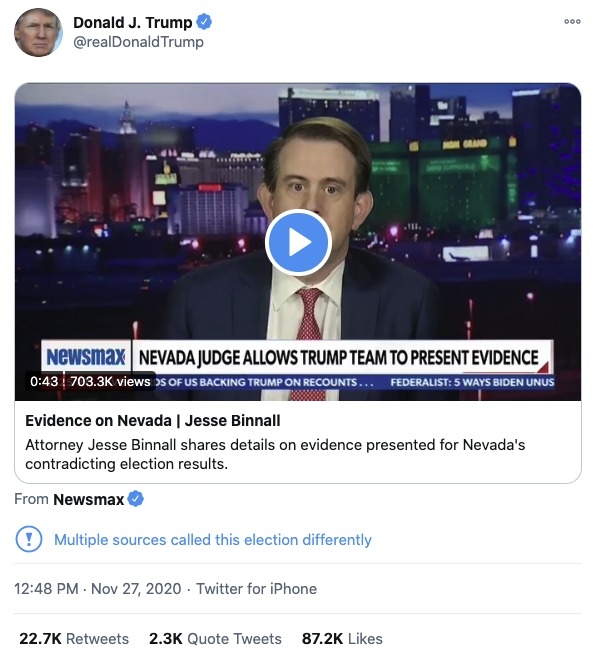 Donald J. Trump
@realDonaldTrump
MGM GRAND
Newsmax NEVADA JUDGE ALLOWS TRUMP TEAM TO PRESENT EVIDENCE
0:43 703.3K views DS OF US BACKING TRUMP ON RECOUNTS . . . FEDERALIST: 5 WAYS BIDEN UNUS
Evidence on Nevada | Jesse Binnall
Attorney Jesse Binnall shares details on evidence presented for Nevada's
contradicting election results.
From Newsmax
Multiple sources called this election differently
12:48 PM · Nov 27, 2020 · Twitter for iPhone
22.7K Retweets 2.3K Quote Tweets 87.2K Likes